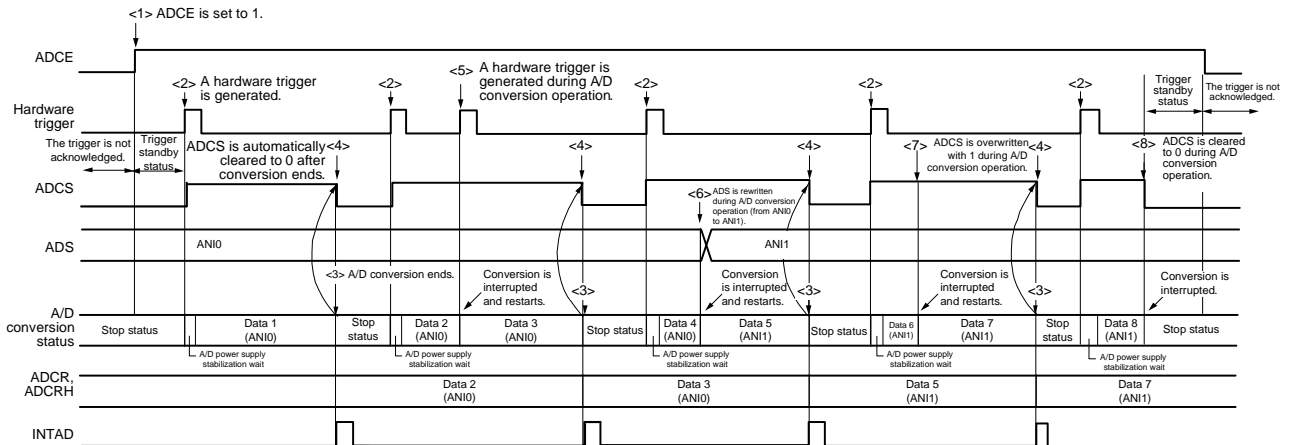 <1> ADCE is set to 1.
ADCE
<2> A hardware trigger
is generated.
<2>
<5> A hardware trigger is
generated during A/D
conversion operation.
<2>
<2>
<2>
Trigger
standby
status
The trigger is not
acknowledged.
Hardware
trigger
The trigger is not
acknowledged.
Trigger
standby
status
ADCS is automatically
cleared to 0 after
conversion ends.
<4>
<4>
<4>
<7>
ADCS is overwritten
with 1 during A/D
conversion operation.
<4>
<8>
ADCS is cleared
to 0 during A/D
conversion
operation.
ADCS
<6> ADS is rewritten
during A/D conversion
operation (from ANI0
to ANI1).
ADS
ANI0
ANI1
<3> A/D conversion ends.
Conversion is
interrupted
and restarts.
<3>
Conversion
is interrupted
and restarts.
<3>
Conversion is
interrupted
and restarts.
<3>
Conversion is
interrupted.
A/D
conversion
status
Stop status
Data 1
(ANI0)
Stop
status
Data 2
(ANI0)
Data 3
(ANI0)
Stop status
Data 4
(ANI0)
Data 5
(ANI1)
Stop status
Data 6
(ANI1)
Data 7
(ANI1)
Stop
status
Data 8
(ANI1)
Stop status
A/D power supply
stabilization wait
A/D power supply
stabilization wait
A/D power supply
stabilization wait
A/D power supply
stabilization wait
A/D power supply
stabilization wait
ADCR,
ADCRH
Data 2
(ANI0)
Data 3
(ANI0)
Data 5
(ANI1)
Data 7
(ANI1)
INTAD